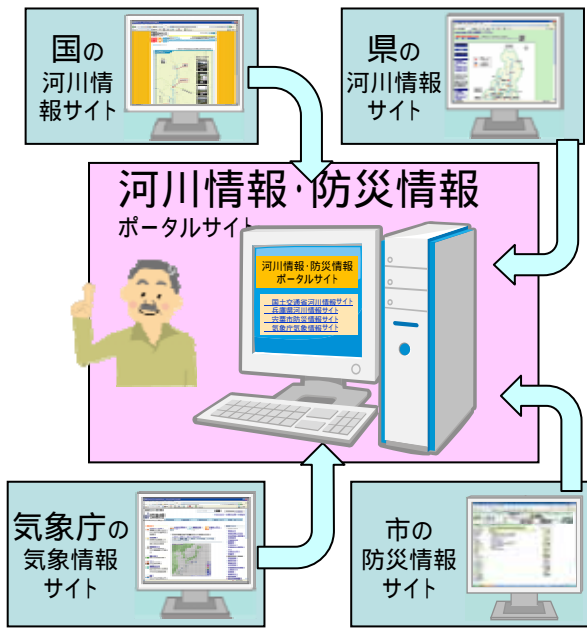 国の
河川情
報サイト
県の
河川情報
サイト
河川情報・防災情報
ポータルサイト
河川情報・防災情報
ポータルサイト
国土交通省河川情報サイト
兵庫県河川情報サイト
宍粟市防災情報サイト
気象庁気象情報サイト
気象庁の
気象情報
サイト
市の
防災情報
サイト